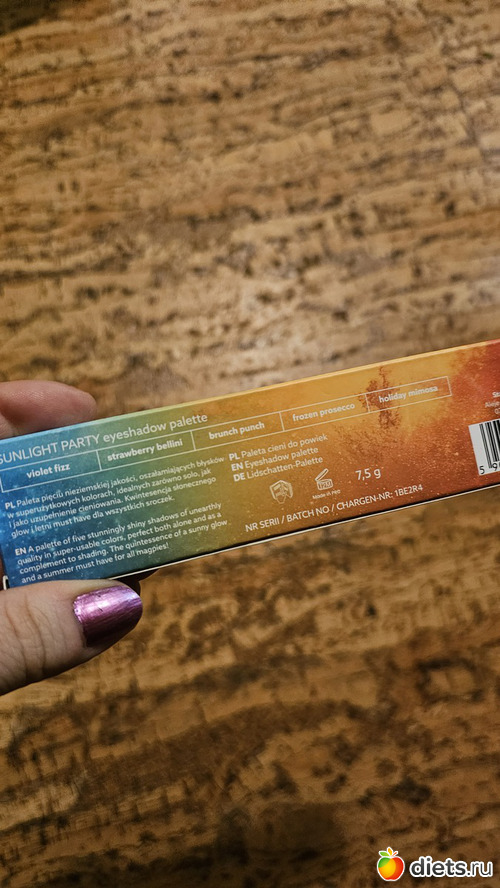 SUNLIGHT PARTY eyeshadow palette
violet fizz
strawberry bellini
brunch punch
frozen prosecco
holiday mimosa
PL Paleta pięciu nieziemskiej jakości, oszałamiających błysków
w superużytkowych kolorach, idealnych zarówno solo, jak
i jako uzupełnienie cieniowania. Kwintesencja słonecznego
glow i letni must have dla wszystkich sroczek.
EN A palette of five stunningly shiny shadows of unearthly
quality in super-usable colors, perfect both alone and as a
complement to shading. The quintessence of a sunny glow
and a summer must have for all magpies!
PL Paleta cieni do powiek
EN Eyeshadow palette
DE Lidschatten-Palette
7,5 g
NR SERII / BATCH NO / CHARGEN-NR: 1BE2R4
5
diets.ru